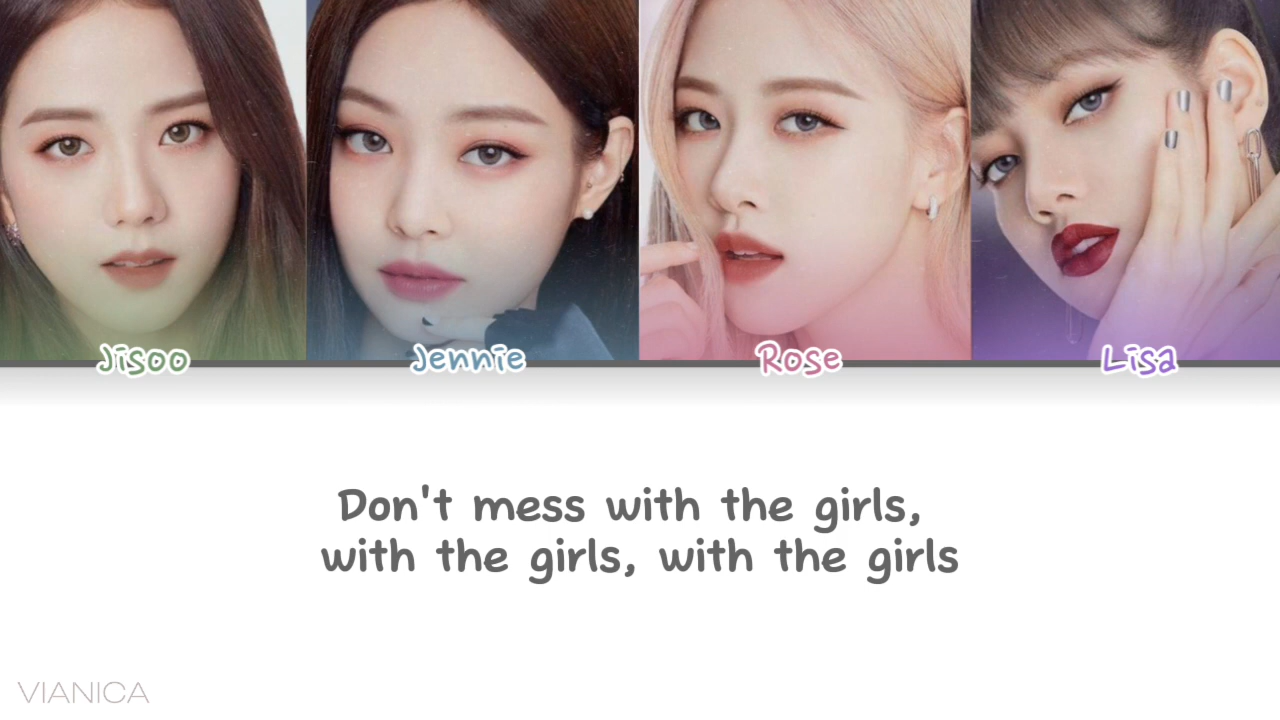 Jisoo
Jennie
Rose
Lisa
Don't mess with the girls,
with the girls, with the girls
VIANICA